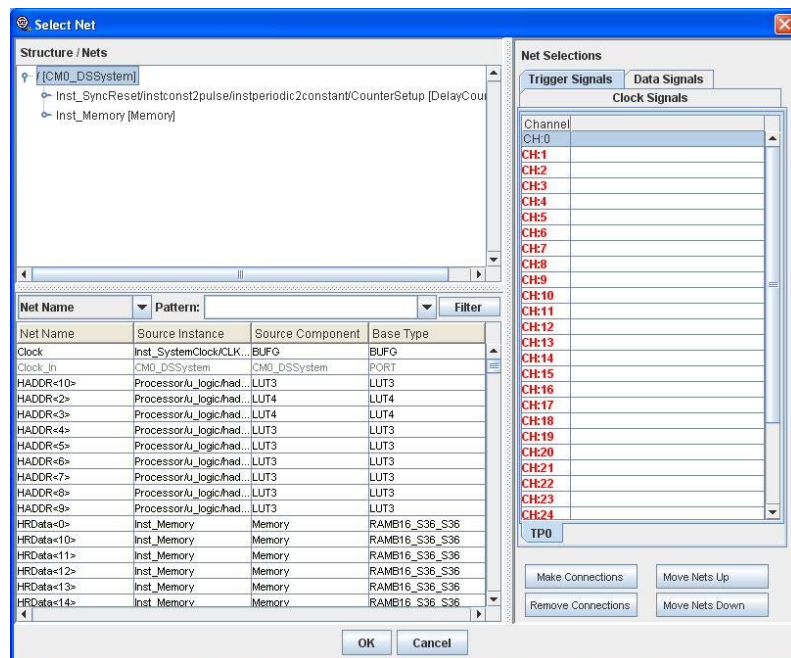 Select Net
Structure / Nets
/ [CM0_DSSystem]
Inst_SyncReset/instconst2pulse/instperiodic2constant/CounterSetup [DelayCou
Inst_Memory [Memory]
Net Name Pattern: Filter
Net Name Source Instance Source Component Base Type
Clock Inst_SystemClock/CLK... BUFG BUFG
Clock_In CM0_DSSystem CM0_DSSystem PORT
HADDR<10> Processor/u_logic/had... LUT3 LUT3
HADDR<2> Processor/u_logic/had... LUT4 LUT4
HADDR<3> Processor/u_logic/had... LUT4 LUT4
HADDR<4> Processor/u_logic/had... LUT3 LUT3
HADDR<5> Processor/u_logic/had... LUT3 LUT3
HADDR<6> Processor/u_logic/had... LUT3 LUT3
HADDR<7> Processor/u_logic/had... LUT3 LUT3
HADDR<8> Processor/u_logic/had... LUT3 LUT3
HADDR<9> Processor/u_logic/had... LUT3 LUT3
HRData<0> Inst_Memory Memory RAMB16_S36_S36
HRData<10> Inst_Memory Memory RAMB16_S36_S36
HRData<11> Inst_Memory Memory RAMB16_S36_S36
HRData<12> Inst_Memory Memory RAMB16_S36_S36
HRData<13> Inst_Memory Memory RAMB16_S36_S36
HRData<14> Inst_Memory Memory RAMB16_S36_S36
Net Selections
Trigger Signals Data Signals
Clock Signals
Channel
CH:0
CH:1
CH:2
CH:3
CH:4
CH:5
CH:6
CH:7
CH:8
CH:9
CH:10
CH:11
CH:12
CH:13
CH:14
CH:15
CH:16
CH:17
CH:18
CH:19
CH:20
CH:21
CH:22
CH:23
CH:24
TP0
Make Connections Move Nets Up
Remove Connections Move Nets Down
OK Cancel